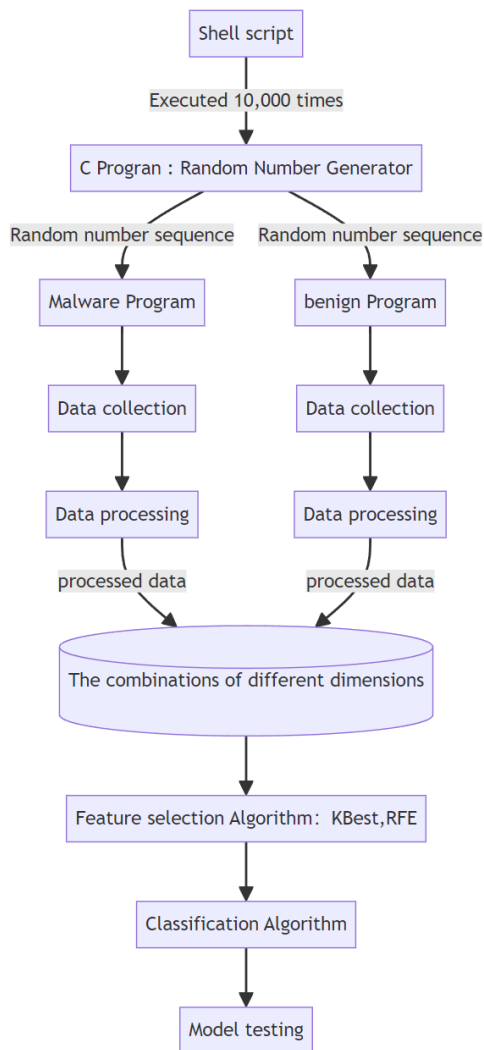 Shell script
Executed 10,000 times
C Progran : Random Number Generator
Random number sequence
Random number sequence
Malware Program
benign Program
Data collection
Data collection
Data processing
Data processing
processed data
processed data
The combinations of different dimensions
Feature selection Algorithm：KBest,RFE
Classification Algorithm
Model testing